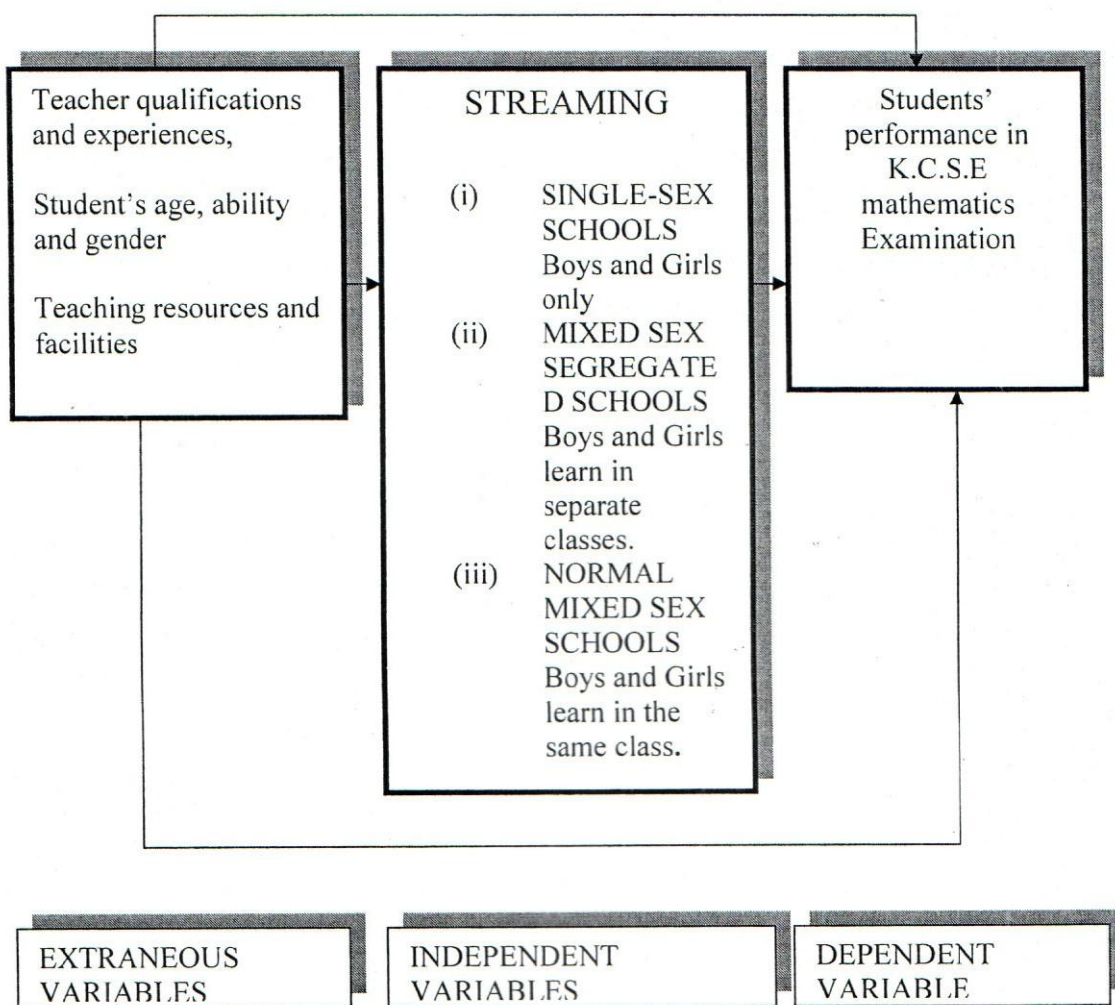 Teacher qualifications
and experiences,
Student's age, ability
and gender
Teaching resources and
facilities
STREAMING
(i) SINGLE-SEX
SCHOOLS
Boys and Girls
only
(ii) MIXED SEX
SEGREGATE
D SCHOOLS
Boys and Girls
learn in
separate
classes.
(iii) NORMAL
MIXED SEX
SCHOOLS
Boys and Girls
learn in the
same class.
Students'
performance in
K.C.S.E
mathematics
Examination
EXTRANEOUS
VARIABLES
INDEPENDENT
VARIABLES
DEPENDENT
VARIABLE